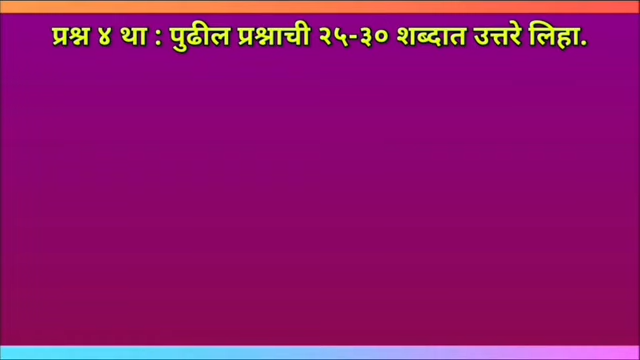 प्रश्न ४ था : पुढील प्रश्नाची २५-३० शब्दात उत्तरे लिहा.